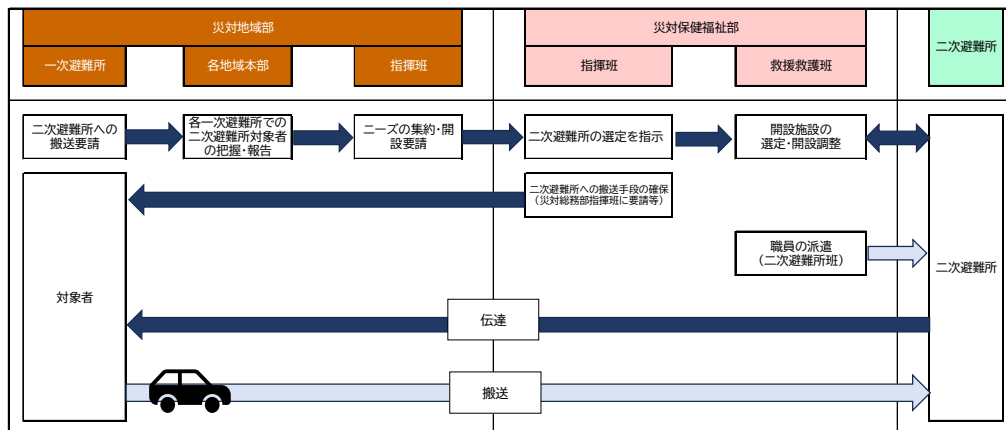 災対地域部
災対保健福祉部
二次避難所
一次避難所
各地域本部
指揮班
指揮班
救援救護班
二次避難所への
搬送要請
各一次避難所での
二次避難所対象者
の把握・報告
ニーズの集約・開
設要請
二次避難所の選定を指示
開設施設の
選定・開設調整
二次避難所への搬送手段の確保
（災対総務部指揮班に要請等）
職員の派遣
（二次避難所班）
対象者
二次避難所
伝達
搬送